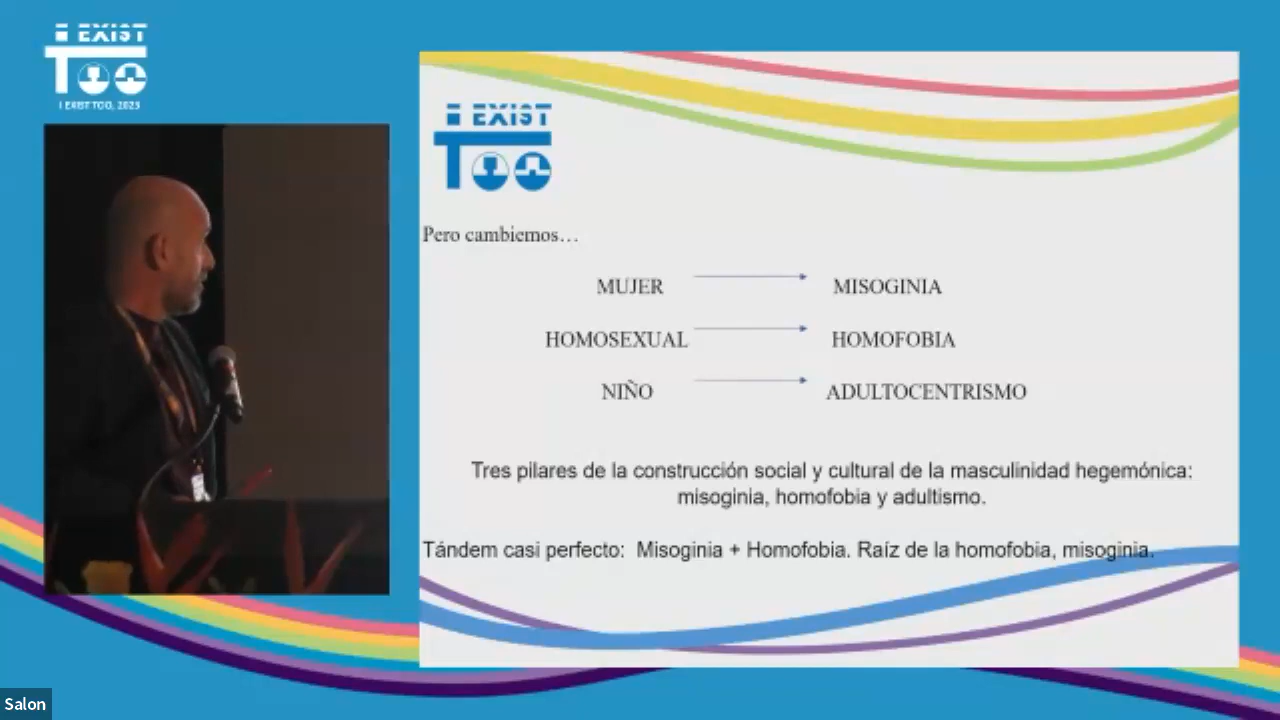 I EXIST
TOO
I EXIST TOO, 2023
I EXIST
TOO
Pero cambiemos…
MUJER MISOGINIA
HOMOSEXUAL HOMOFOBIA
NIÑO ADULTOCENTRISMO
Tres pilares de la construcción social y cultural de la masculinidad hegemónica:
misoginia, homofobia y adultismo.
Tándem casi perfecto: Misoginia + Homofobia. Raíz de la homofobia, misoginia.
Salon